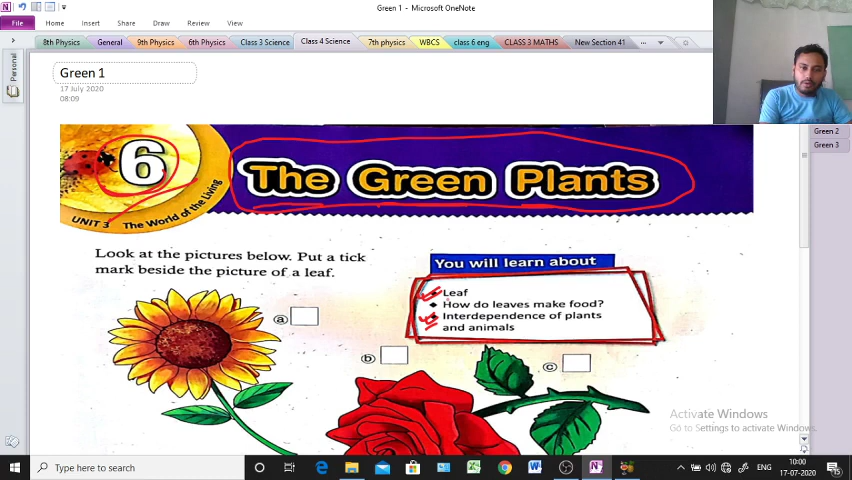 Green 1 - Microsoft OneNote
File Home Insert Share Draw Review View
8th Physics General 9th Physics 6th Physics Class 3 Science Class 4 Science 7th physics WBCS class 6 eng CLASS 3 MATHS New Section 41 ...
Personal
Green 1
17 July 2020
08:09
Green 2
Green 3
6
The Green Plants
UNIT 3 The World of the Living
Look at the pictures below. Put a tick
mark beside the picture of a leaf.
You will learn about
Leaf
How do leaves make food?
Interdependence of plants
and animals
a
b
c
Activate Windows
Go to Settings to activate Windows.
Type here to search
ENG
10:00
17-07-2020
15